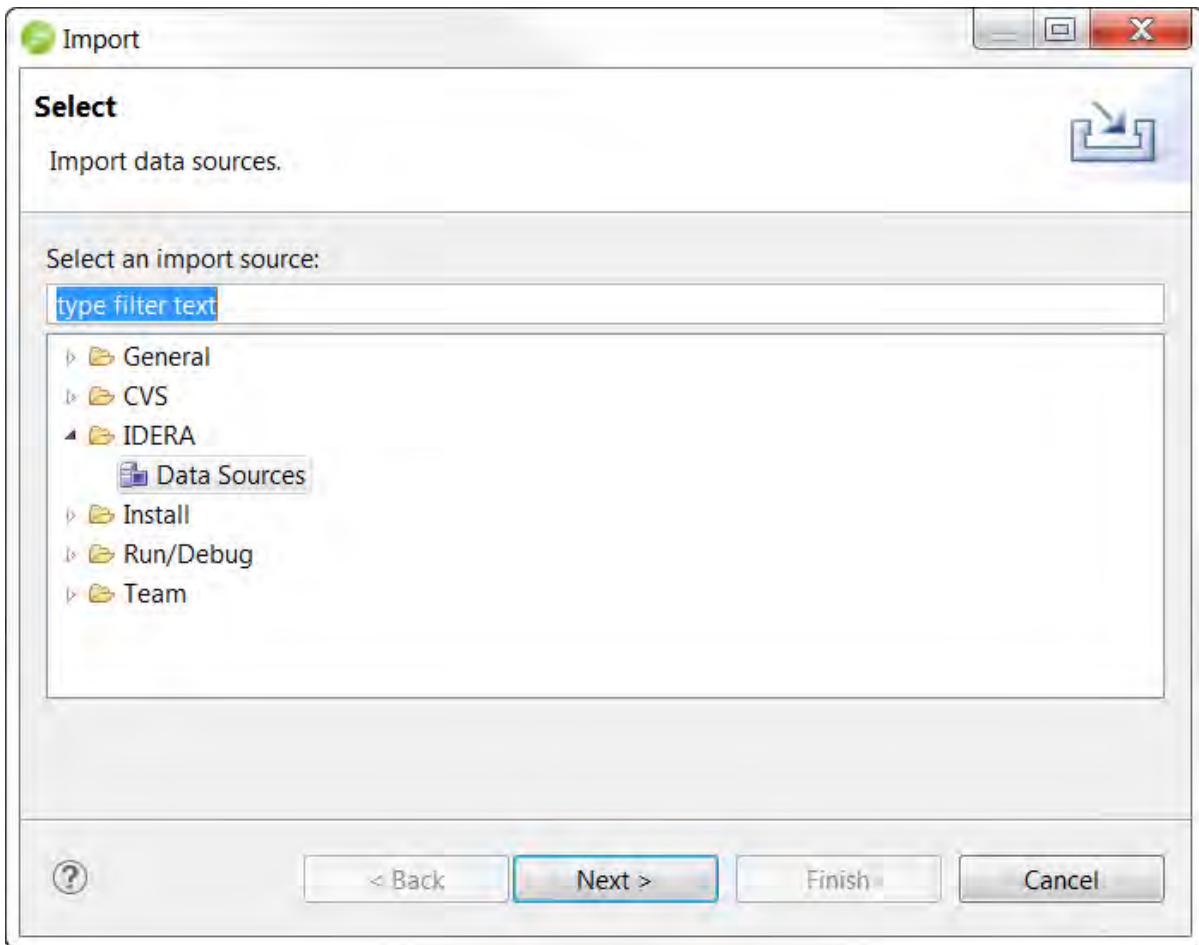 Import
Select
Import data sources.
Select an import source:
type filter text
General
CVS
IDERA
Data Sources
Install
Run/Debug
Team
?
< Back
Next >
Finish
Cancel